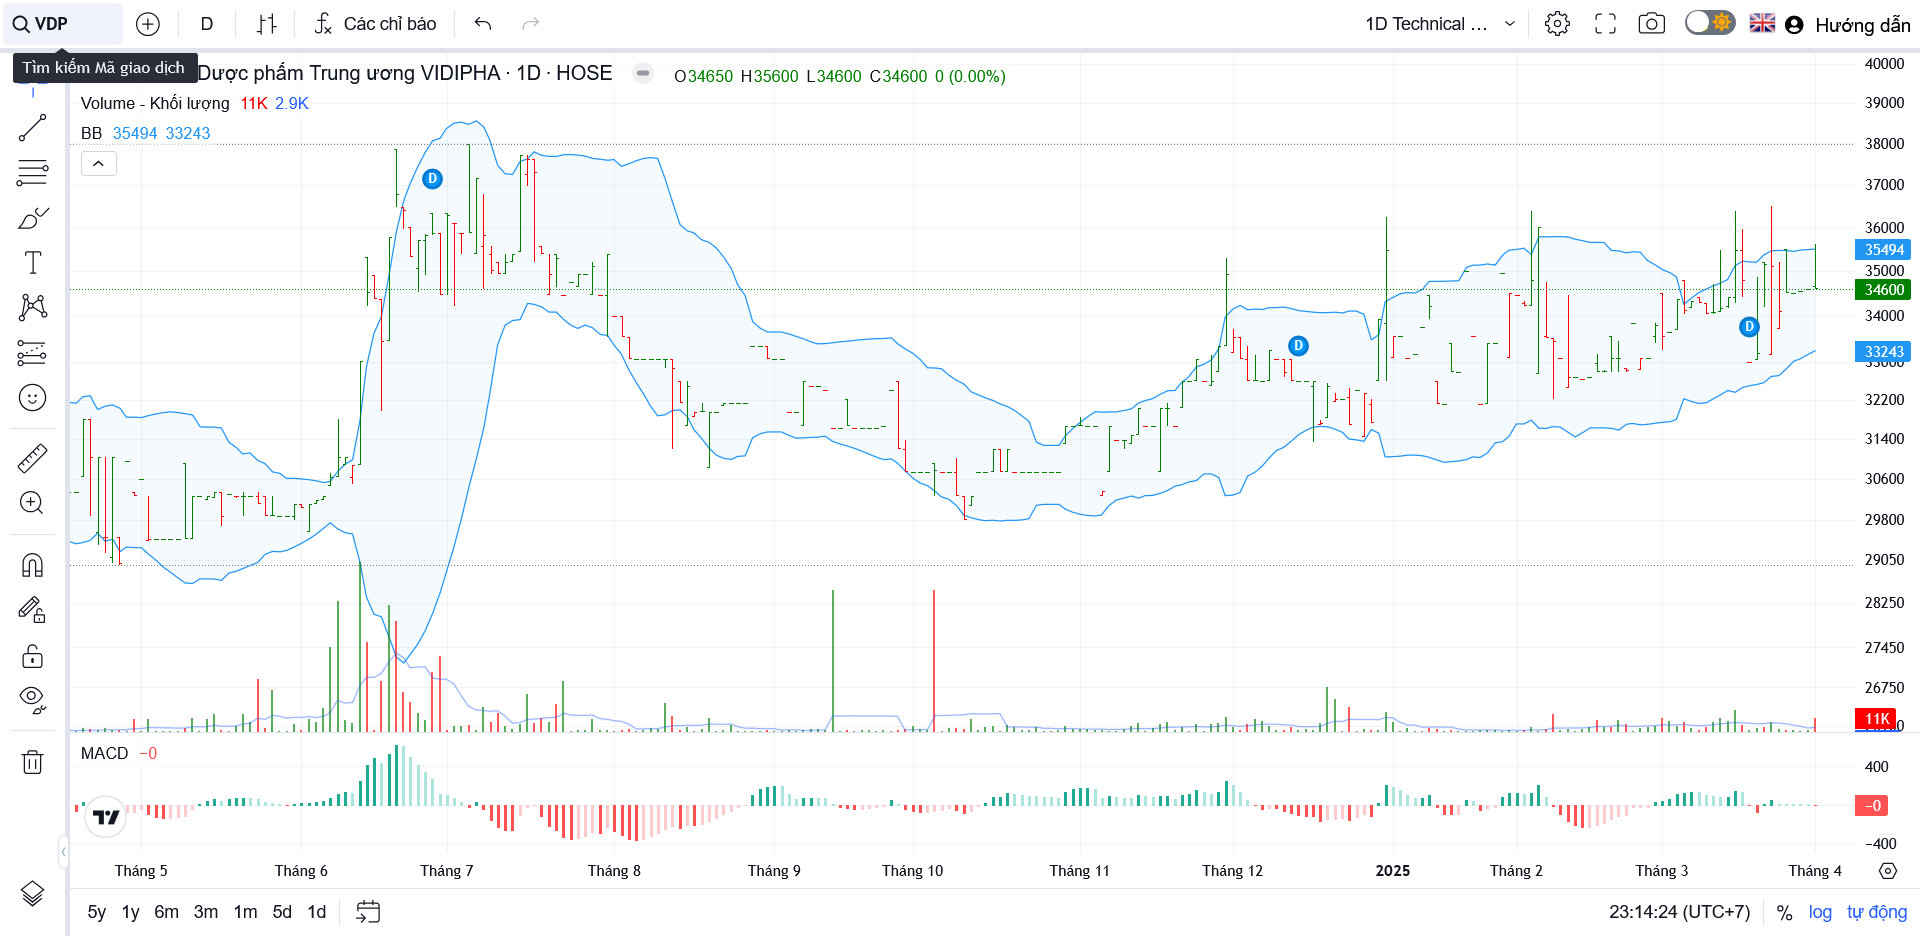 VDP
D
Các chỉ báo
1D Technical ...
Hướng dẫn
Tìm kiếm Mã giao dịch
Dược phẩm Trung ương VIDIPHA · 1D · HOSE
O34650 H35600 L34600 C34600 0 (0.00%)
Volume - Khối lượng 11K 2.9K
BB 35494 33243
D
D
D
40000
39000
38000
37000
36000
35494
35000
34600
34000
33243
33000
32200
31400
30600
29800
29050
28250
27450
26750
11K
MACD −0
400
−0
−400
Tháng 5 Tháng 6 Tháng 7 Tháng 8 Tháng 9 Tháng 10 Tháng 11 Tháng 12 2025 Tháng 2 Tháng 3 Tháng 4
5y 1y 6m 3m 1m 5d 1d
23:14:24 (UTC+7) % log tự động